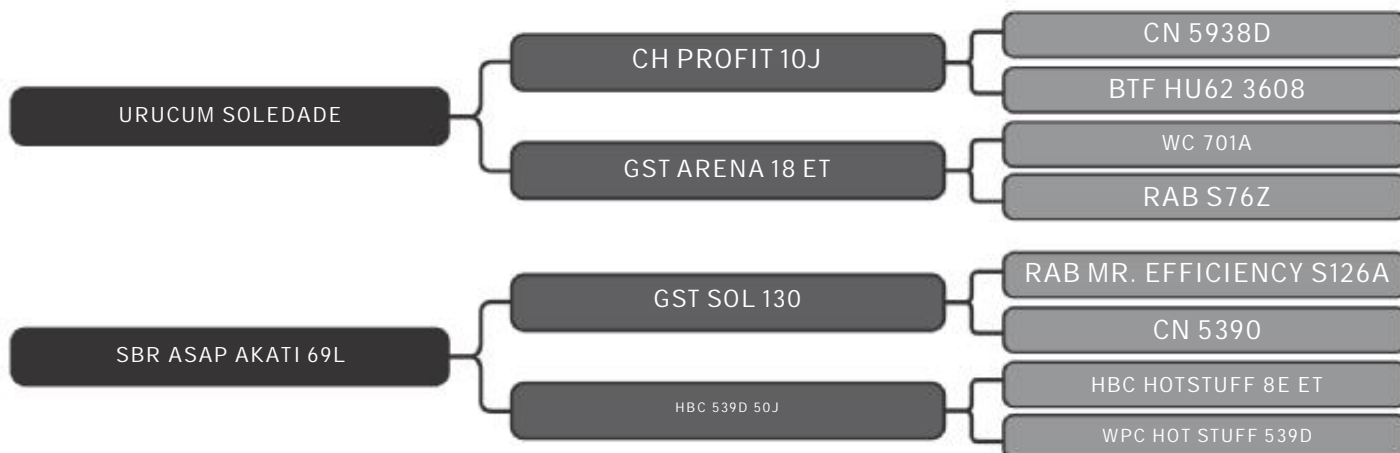 URUCUM SOLEDADE
CH PROFIT 10J
CN 5938D
BTF HU62 3608
GST ARENA 18 ET
WC 701A
RAB S76Z
SBR ASAP AKATI 69L
GST SOL 130
RAB MR. EFFICIENCY S126A
CN 5390
HBC 539D 50J
HBC HOTSTUFF 8E ET
WPC HOT STUFF 539D